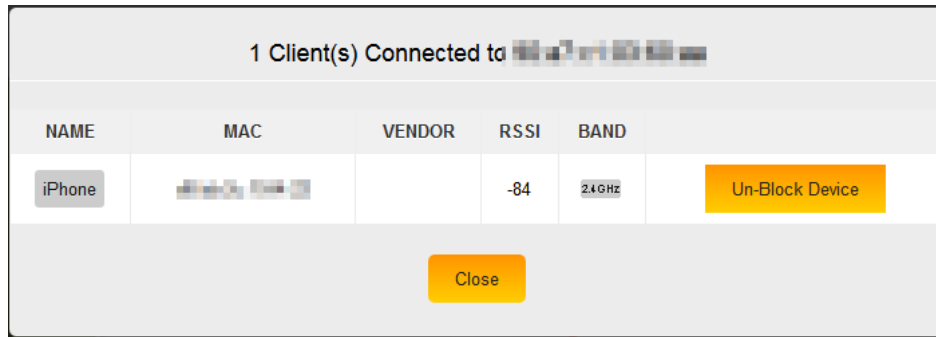 1 Client(s) Connected to
NAME MAC VENDOR RSSI BAND
iPhone -84 2.4GHz Un-Block Device
Close